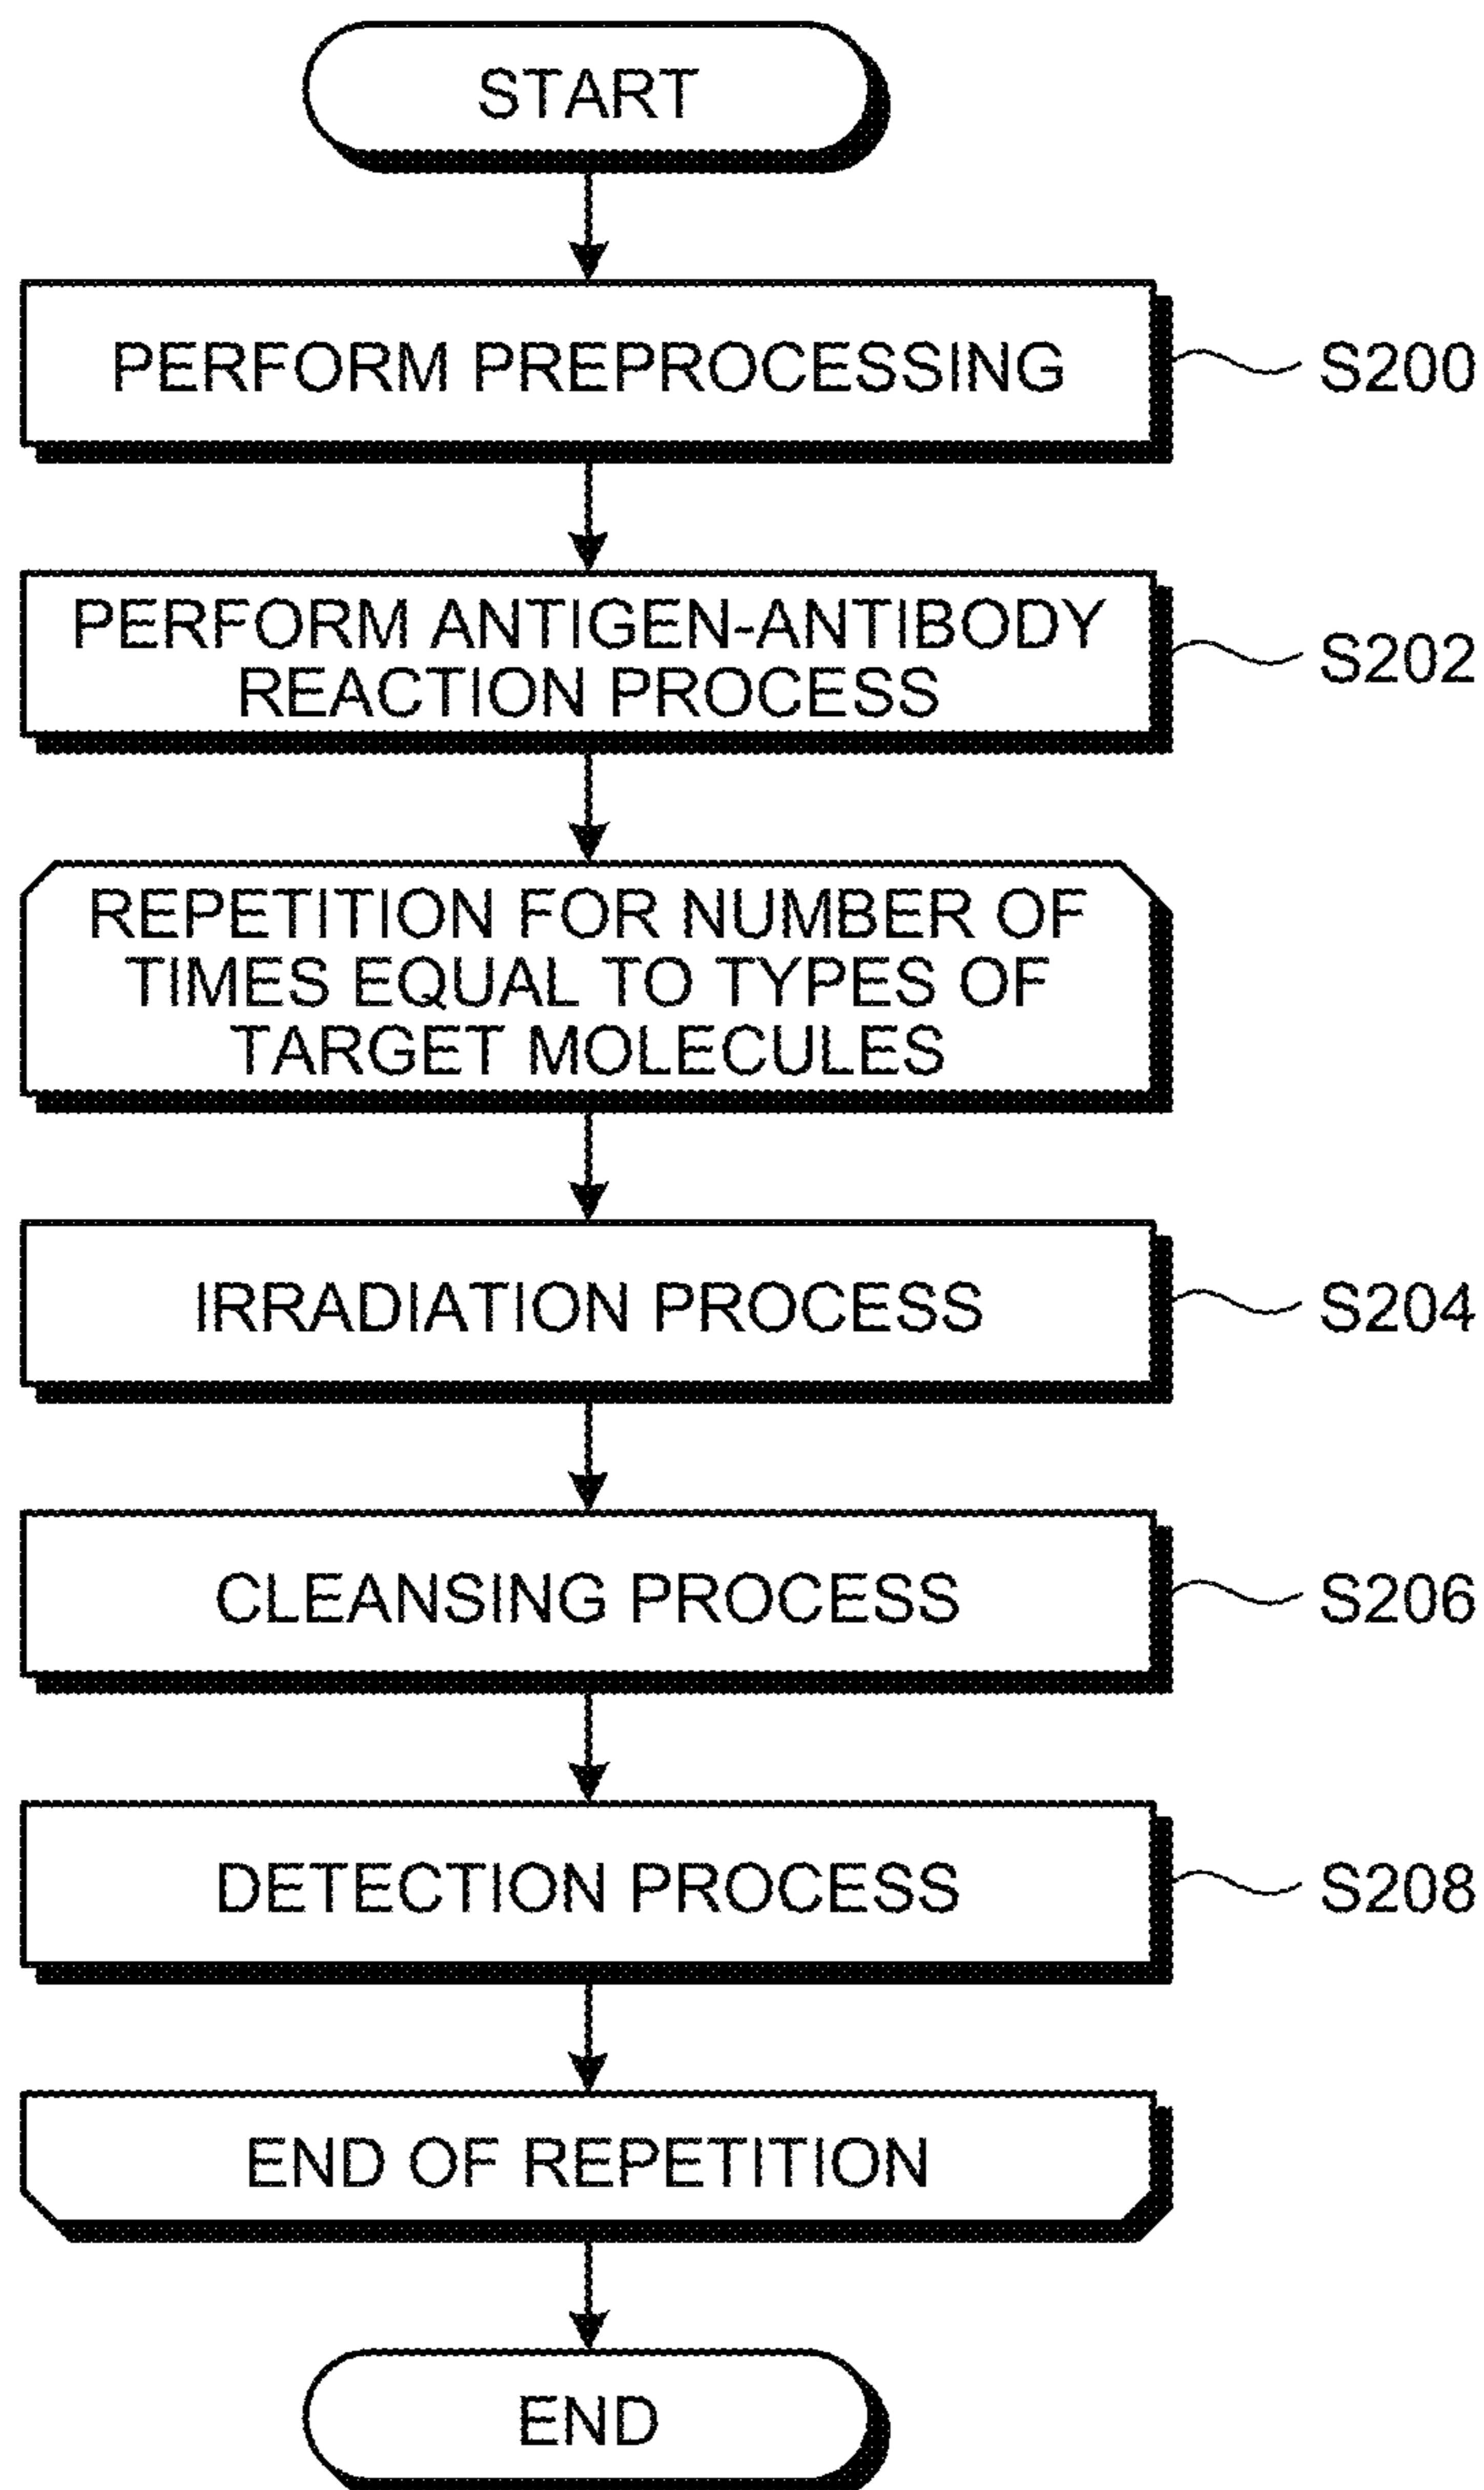 START
PERFORM PREPROCESSING
S200
PERFORM ANTIGEN-ANTIBODY
REACTION PROCESS
S202
REPETITION FOR NUMBER OF
TIMES EQUAL TO TYPES OF
TARGET MOLECULES
IRRADIATION PROCESS
S204
CLEANSING PROCESS
S206
DETECTION PROCESS
S208
END OF REPETITION
END